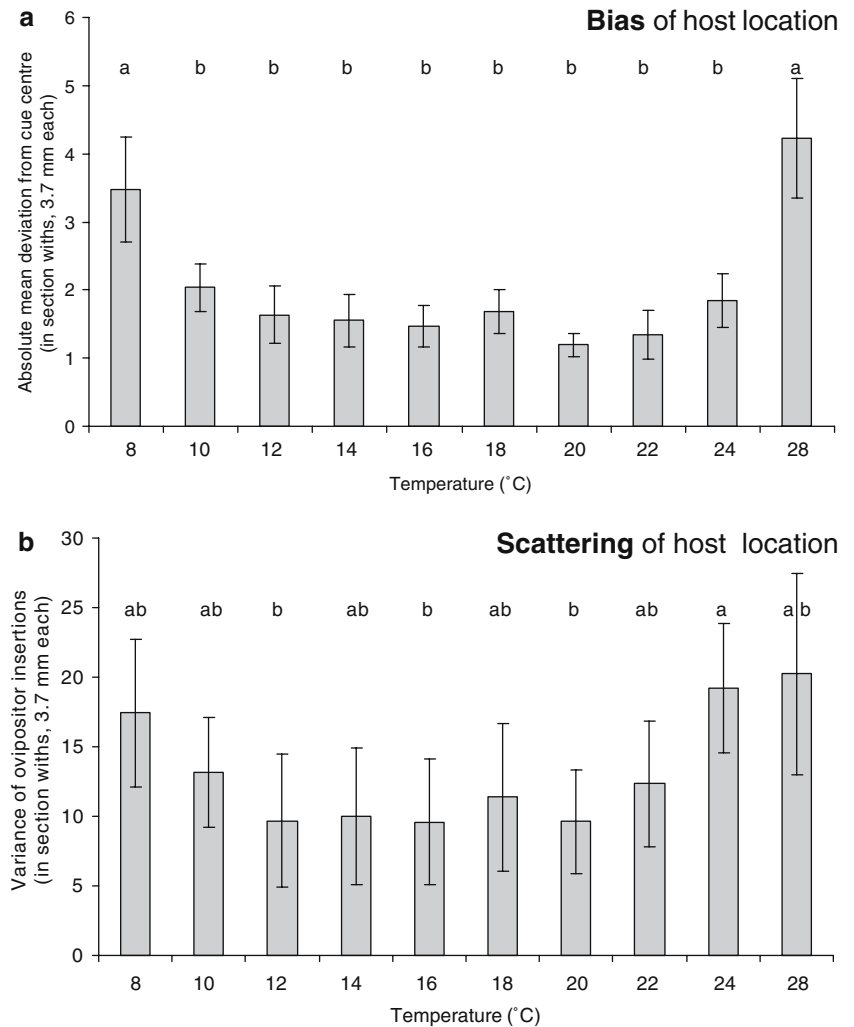 a
Bias of host location
Absolute mean deviation from cue centre
(in section withs, 3.7 mm each)
6
5
4
3
2
1
0
a b b b b b b b b a
8 10 12 14 16 18 20 22 24 28
Temperature (˚C)
b
Scattering of host location
Variance of ovipositor insertions
(in section withs, 3.7 mm each)
30
25
20
15
10
5
0
ab ab b ab b ab b ab a ab
8 10 12 14 16 18 20 22 24 28
Temperature (˚C)